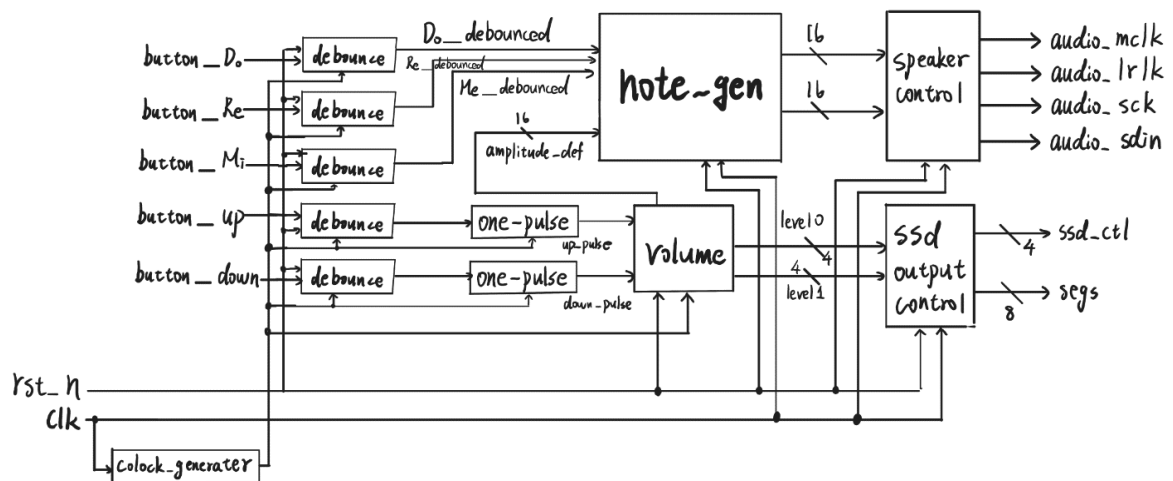 button_Do
debounce
Do_debounced
16
audio_mclk
Re_debounced
note_gen
speaker
control
audio_lrlk
button_Re
debounce
Me_debounced
16
audio_sck
16
amplitude_def
audio_sdin
button_Mi
debounce
button_up
debounce
one-pulse
up_pulse
volume
level0
4
ssd
output
control
4
ssd_ctl
button_down
debounce
one-pulse
down_pulse
4
level1
8
segs
rst_n
clk
colock_generater